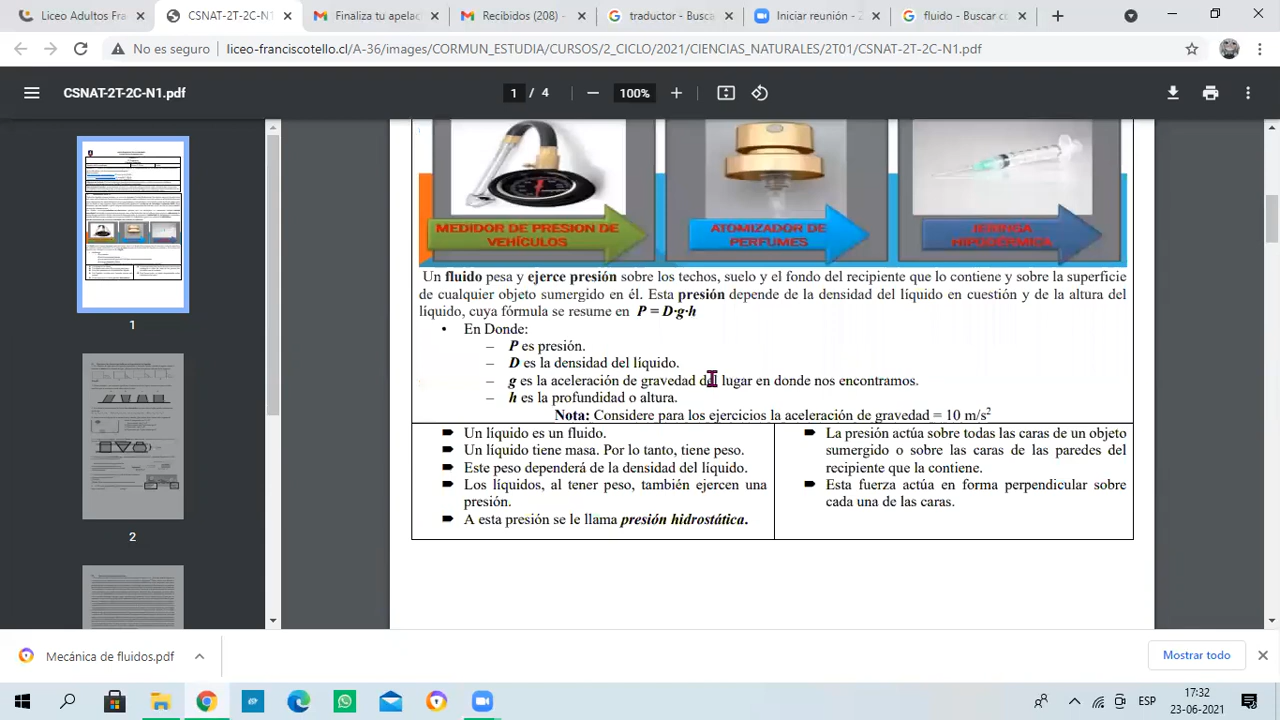 Liceo Adultos Fra
CSNAT-2T-2C-N1
Finaliza tu apelac
Recibidos (208) -
traductor - Busca
Iniciar reunión - Z
fluido - Buscar co
No es seguro
liceo-franciscotello.cl/A-36/images/CORMUN_ESTUDIA/CURSOS/2_CICLO/2021/CIENCIAS_NATURALES/2T01/CSNAT-2T-2C-N1.pdf
CSNAT-2T-2C-N1.pdf
1 / 4
100%
MEDIDOR DE PRESION DE
VEHÍCULOS
ATOMIZADOR DE
PERFUMES
Un fluido pesa y ejerce presión sobre los techos, suelo y el fondo del recipiente que lo contiene y sobre la superficie
de cualquier objeto sumergido en él. Esta presión depende de la densidad del líquido en cuestión y de la altura del
líquido, cuya fórmula se resume en P = D·g·h
• En Donde:
– P es presión.
– D es la densidad del líquido.
– g es la aceleración de gravedad del lugar en donde nos encontramos.
– h es la profundidad o altura.
Nota: Considere para los ejercicios la aceleración de gravedad = 10 m/s²
Un líquido es un fluido.
Un líquido tiene masa. Por lo tanto, tiene peso.
Este peso dependerá de la densidad del líquido.
Los líquidos, al tener peso, también ejercen una
presión.
A esta presión se le llama presión hidrostática.
La presión actúa sobre todas las caras de un objeto
sumergido o sobre las caras de las paredes del
recipiente que la contiene.
Esta fuerza actúa en forma perpendicular sobre
cada una de las caras.
1
2
Mecánica de fluidos.pdf
Mostrar todo
ESP
17:32
23-06-2021